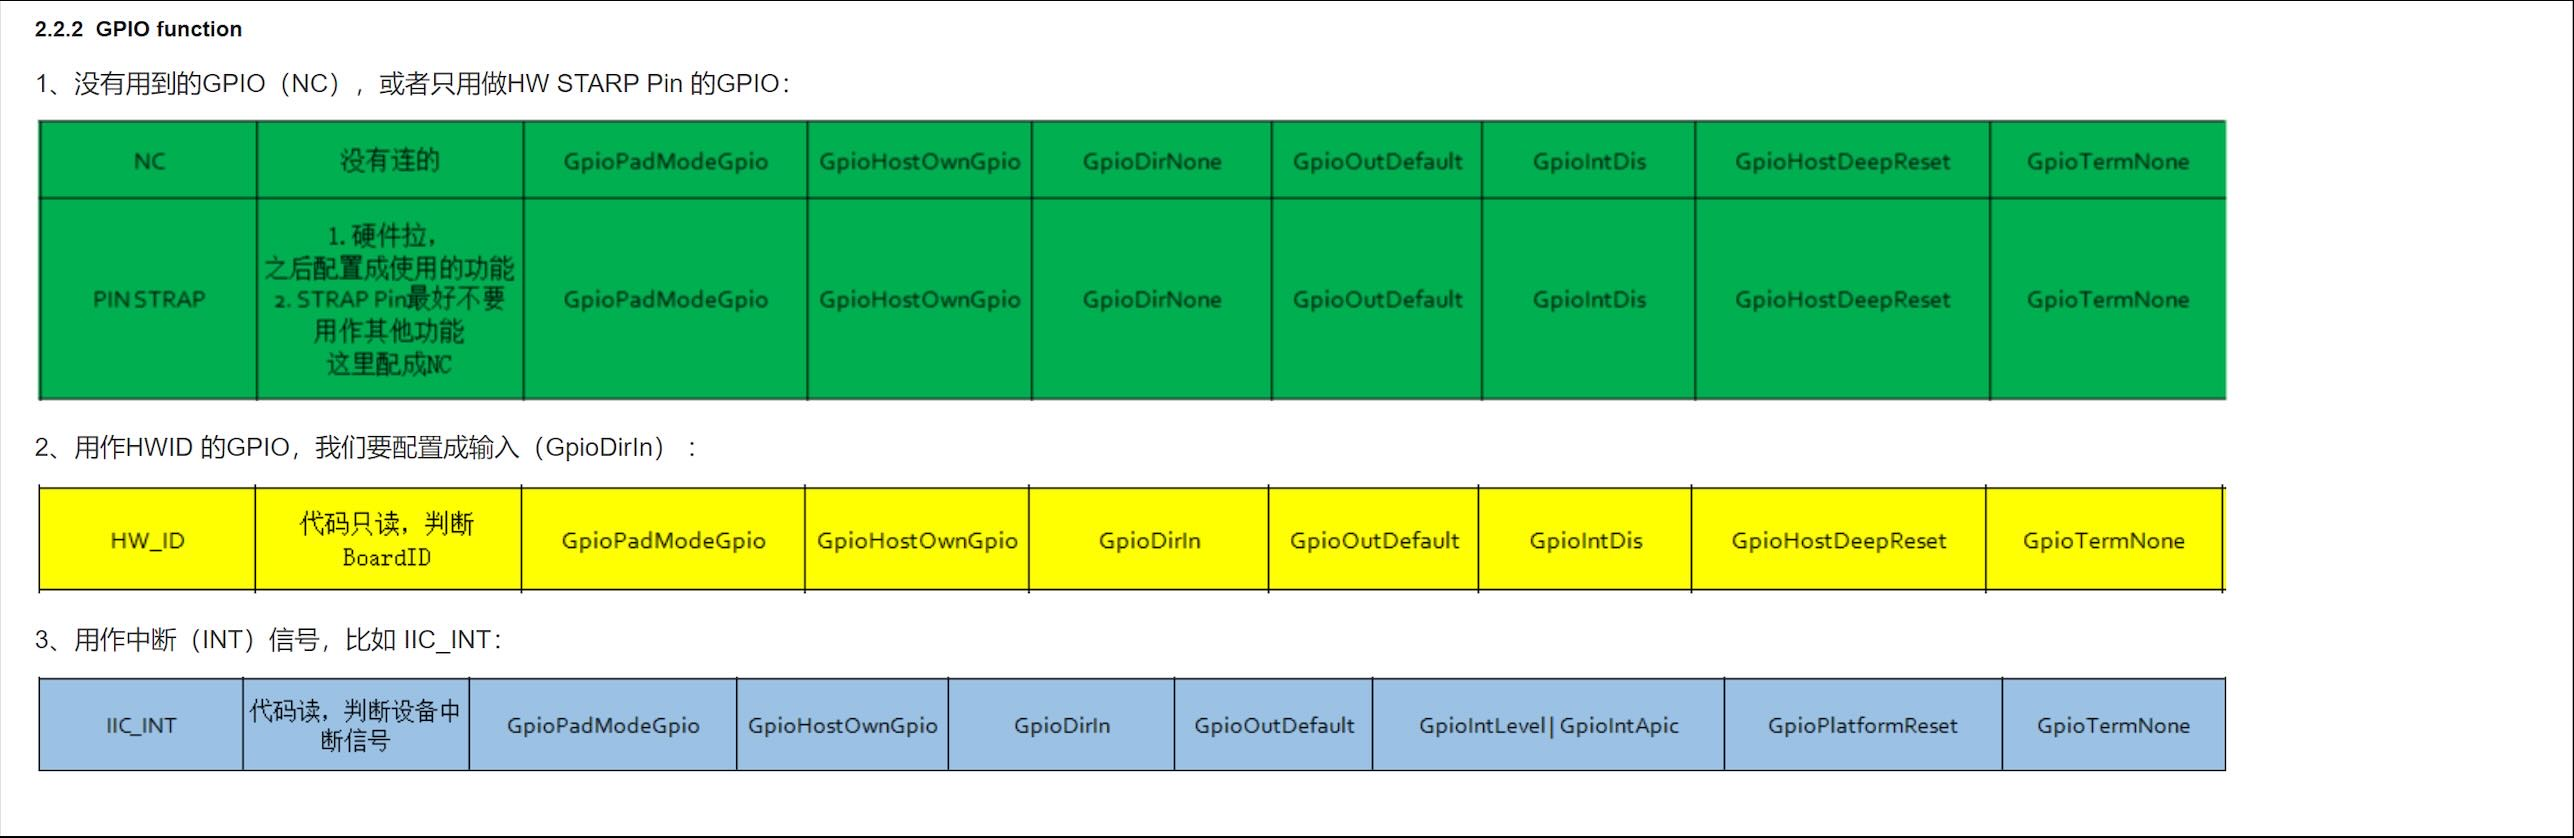 2.2.2 GPIO function
1、没有用到的GPIO（NC），或者只用做HW STARP Pin 的GPIO：
NC 没有连的 GpioPadModeGpio GpioHostOwnGpio GpioDirNone GpioOutDefault GpioIntDis GpioHostDeepReset GpioTermNone
1. 硬件拉，
之后配置成使用的功能
PIN STRAP 2. STRAP Pin最好不要 GpioPadModeGpio GpioHostOwnGpio GpioDirNone GpioOutDefault GpioIntDis GpioHostDeepReset GpioTermNone
用作其他功能
这里配成NC
2、用作HWID 的GPIO，我们要配置成输入（GpioDirIn） ：
代码只读，判断
HW_ID GpioPadModeGpio GpioHostOwnGpio GpioDirIn GpioOutDefault GpioIntDis GpioHostDeepReset GpioTermNone
BoardID
3、用作中断（INT）信号，比如 IIC_INT：
代码读，判断设备中
IIC_INT GpioPadModeGpio GpioHostOwnGpio GpioDirIn GpioOutDefault GpioIntLevel| GpioIntApic GpioPlatformReset GpioTermNone
断信号